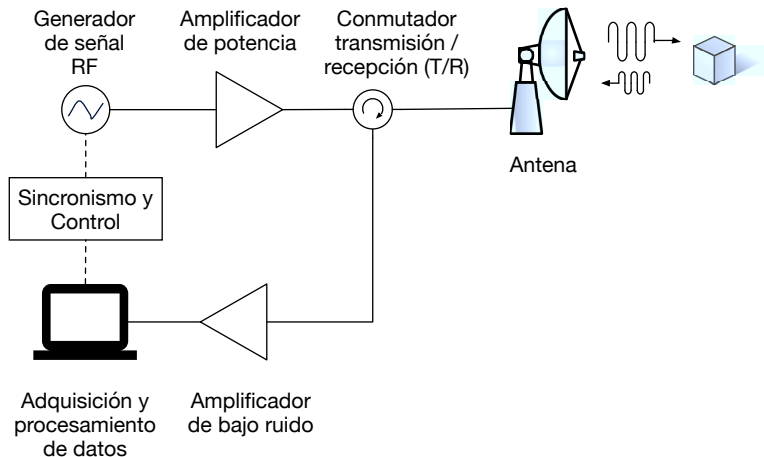 Generador
de señal
RF
Amplificador
de potencia
Conmutador
transmisión /
recepción (T/R)
Antena
Sincronismo y
Control
Adquisición y
procesamiento
de datos
Amplificador
de bajo ruido